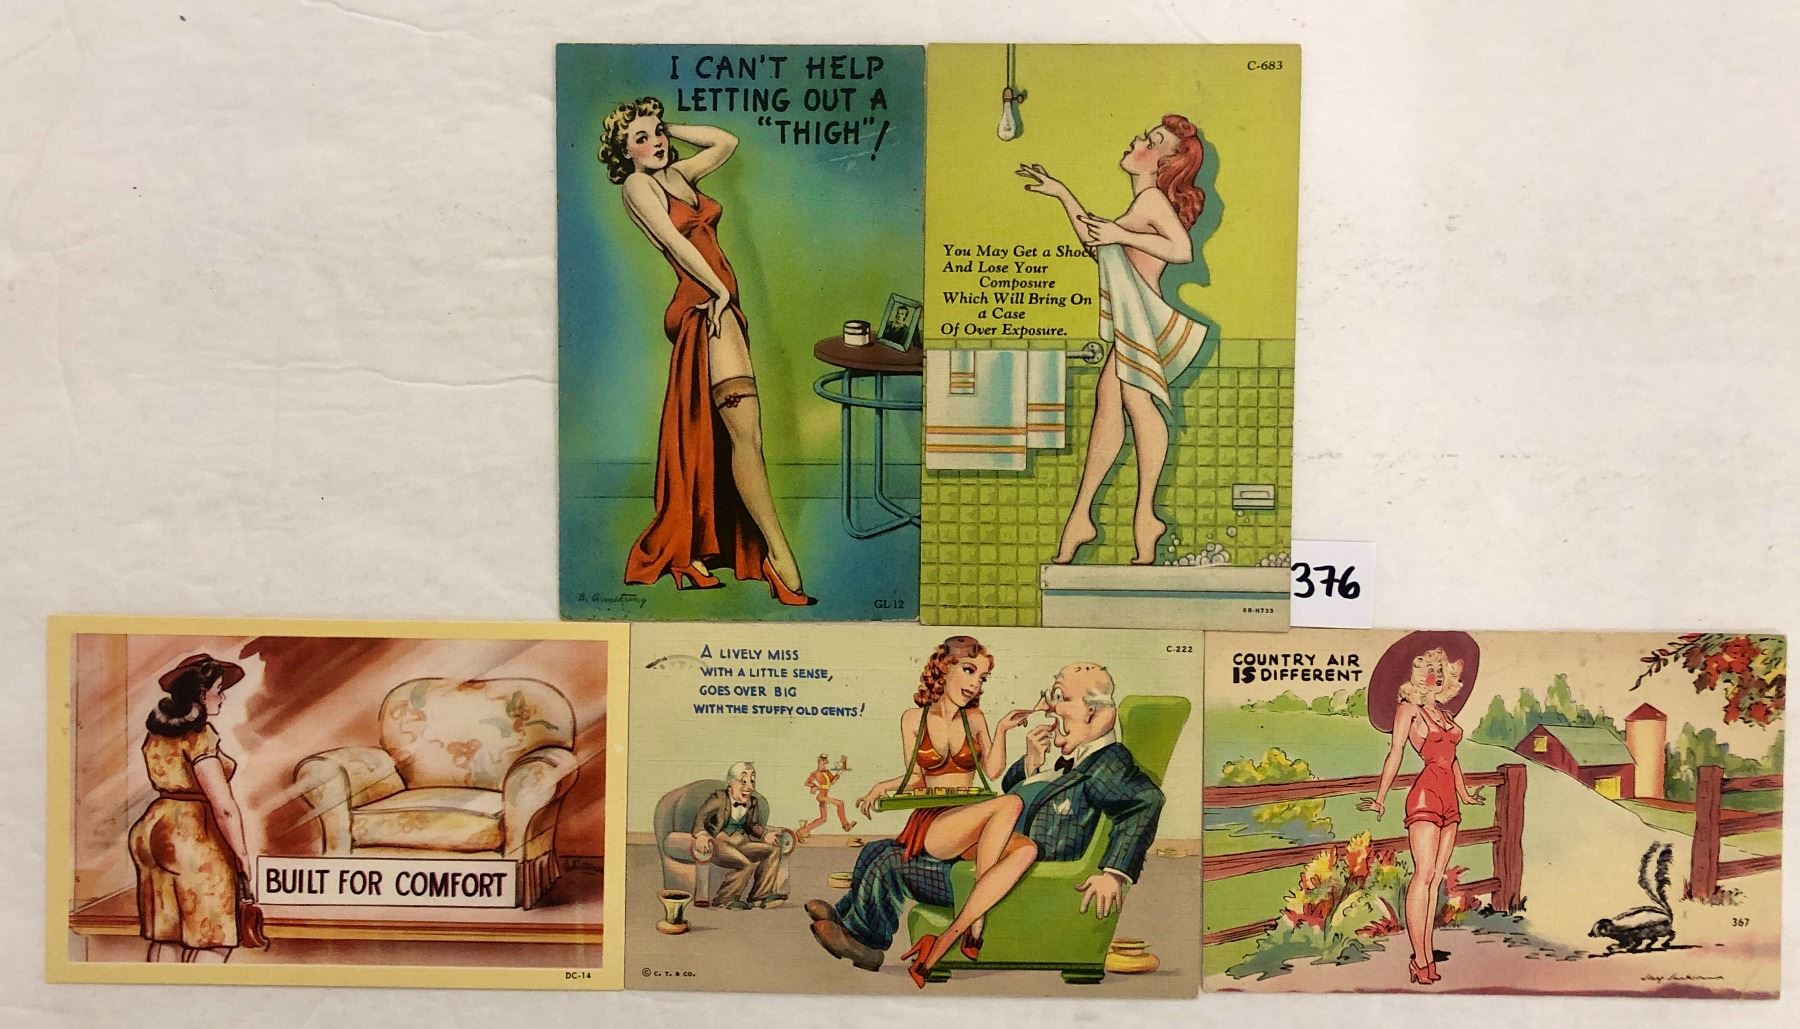 I CAN'T HELP
LETTING OUT A
"THIGH"!
B. Armstrong
GL-12
C-683
You May Get a Shock
And Lose Your
Composure
Which Will Bring On
a Case
Of Over Exposure.
6B-H733
376
BUILT FOR COMFORT
DC-14
A LIVELY MISS
WITH A LITTLE SENSE,
GOES OVER BIG
WITH THE STUFFY OLD GENTS!
C-222
© C. T. & CO.
COUNTRY AIR
IS DIFFERENT
367